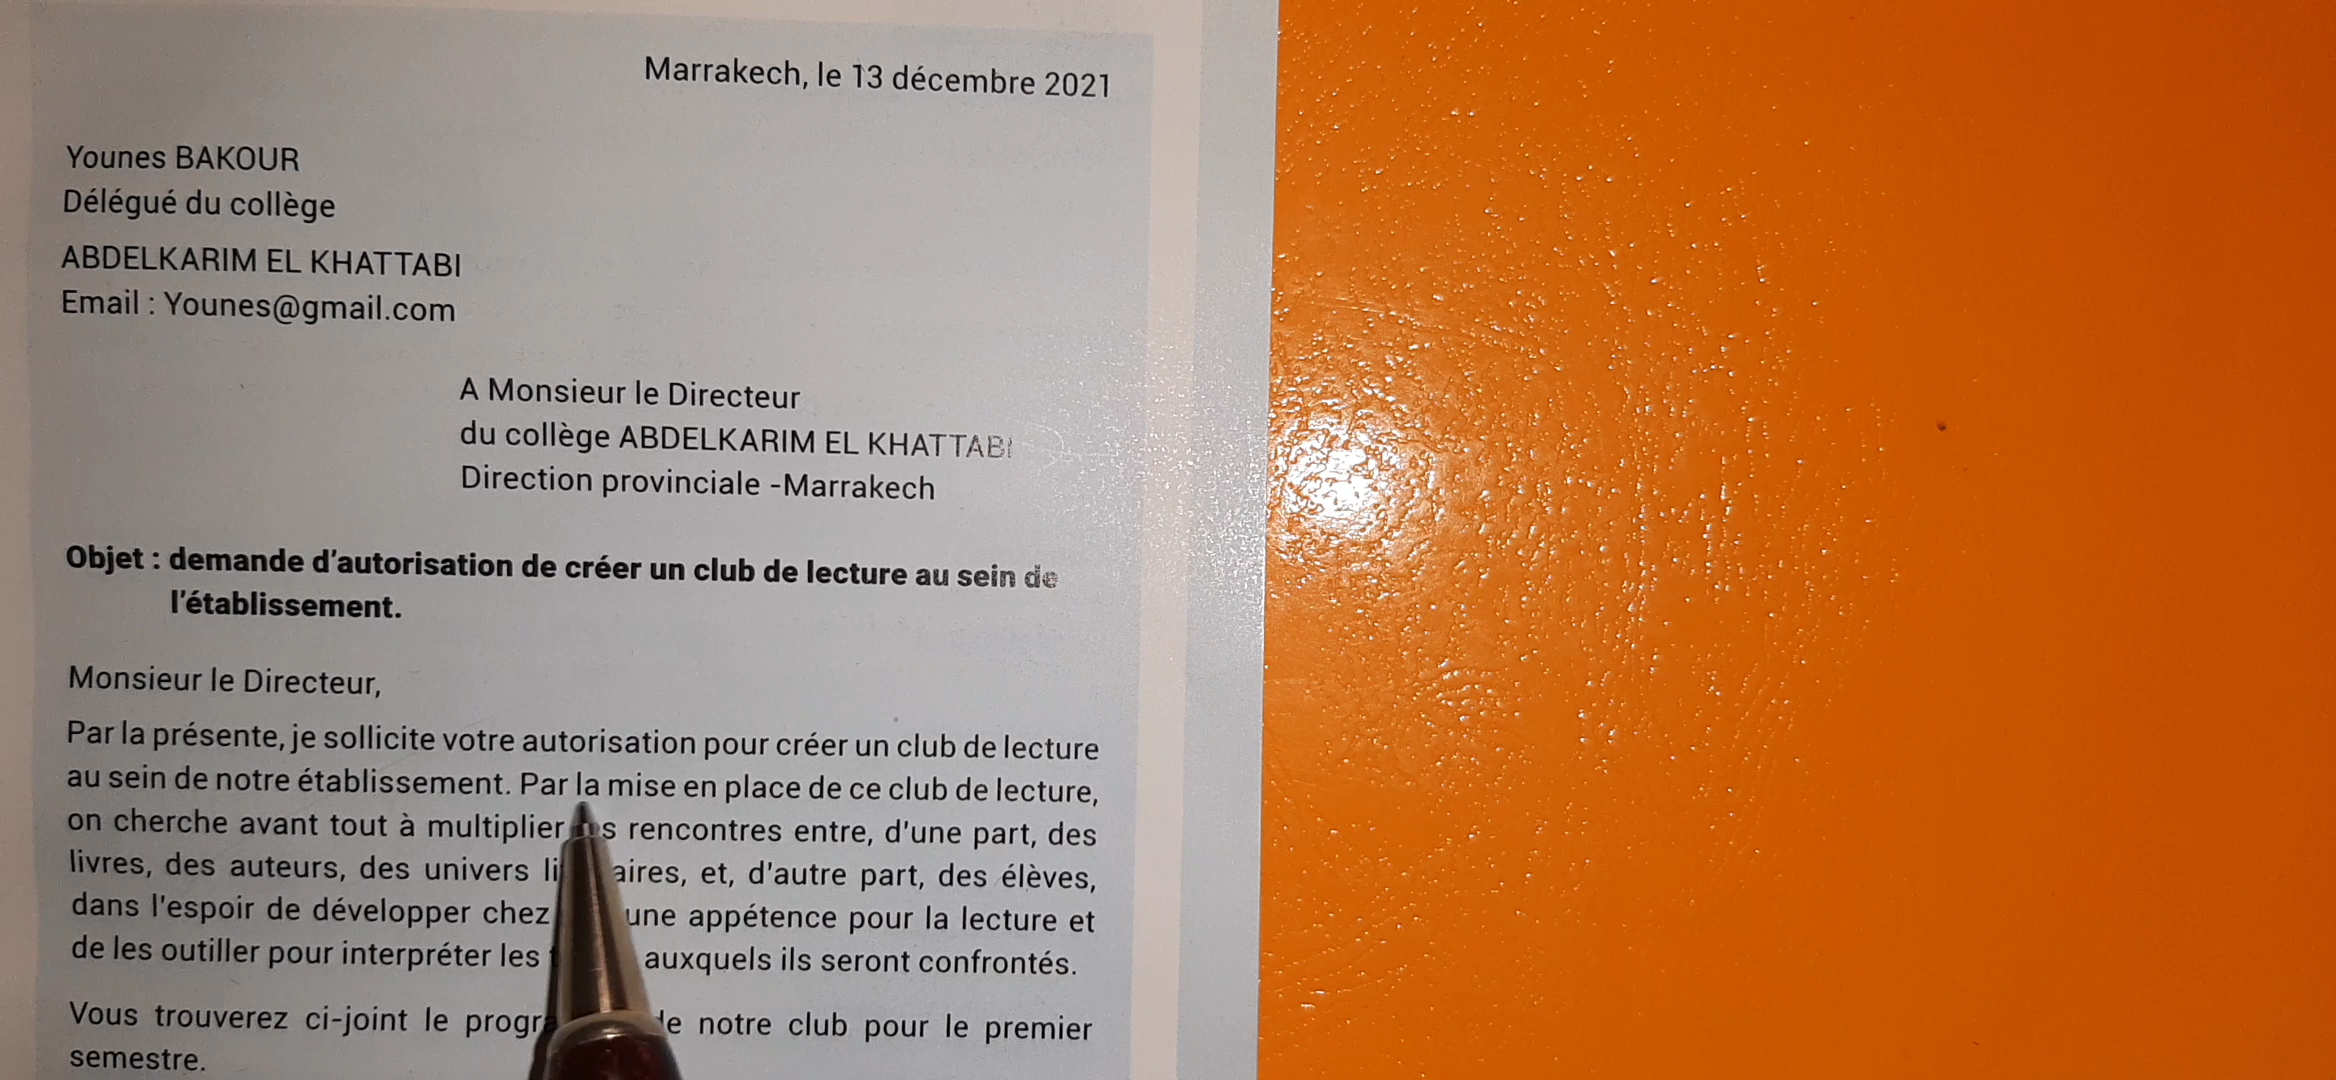 Marrakech, le 13 décembre 2021
Younes BAKOUR
Délégué du collège
ABDELKARIM EL KHATTABI
Email : Younes@gmail.com
A Monsieur le Directeur
du collège ABDELKARIM EL KHATTABI
Direction provinciale -Marrakech
Objet : demande d'autorisation de créer un club de lecture au sein de
l'établissement.
Monsieur le Directeur,
Par la présente, je sollicite votre autorisation pour créer un club de lecture
au sein de notre établissement. Par la mise en place de ce club de lecture,
on cherche avant tout à multiplier rencontres entre, d'une part, des
livres, des auteurs, des univers et, d'autre part, des élèves,
dans l'espoir de développer chez une appétence pour la lecture et
de les outiller pour interpréter les auxquels ils seront confrontés.
Vous trouverez ci-joint le notre club pour le premier
semestre.